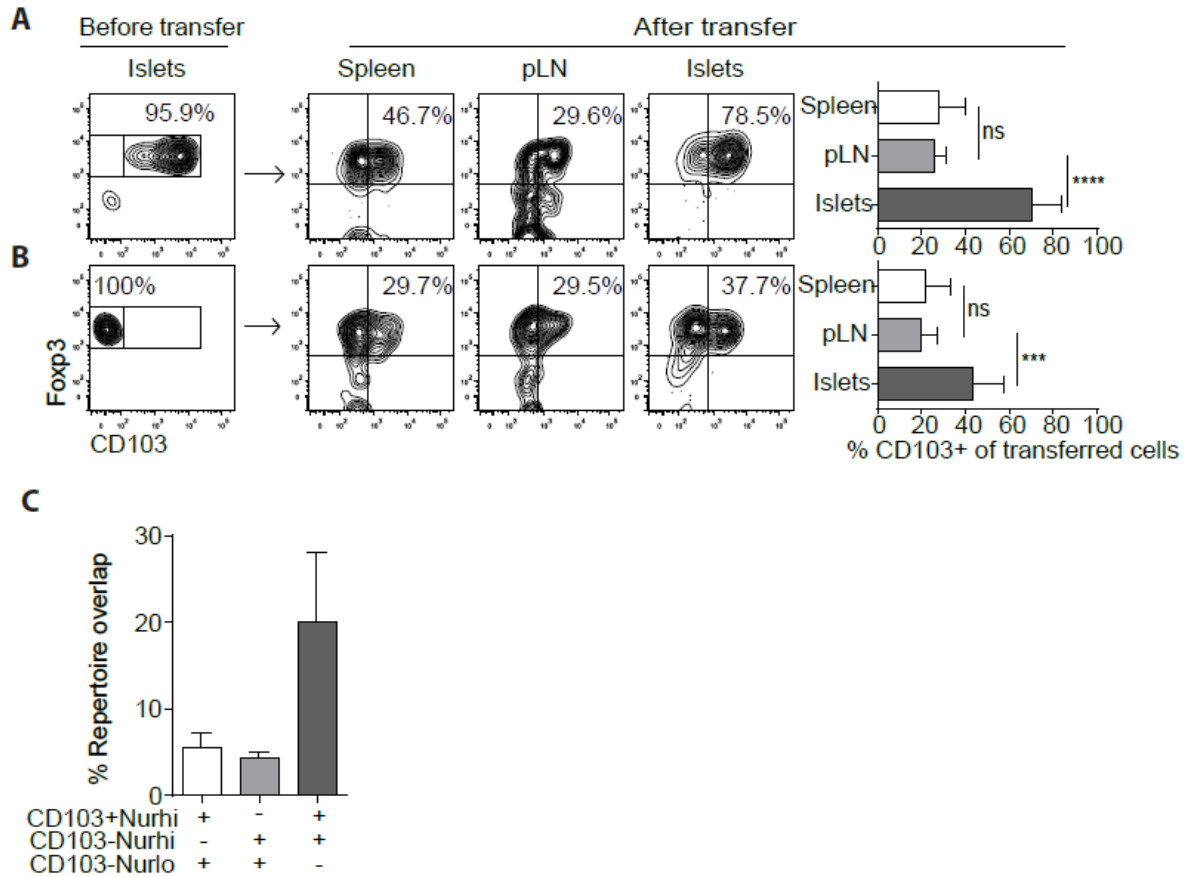 A
Before transfer
After transfer
Islets
Spleen
pLN
Islets
95.9%
46.7%
29.6%
78.5%
Spleen
pLN
Islets
ns
****
0 20 40 60 80 100
B
100%
29.7%
29.5%
37.7%
Spleen
pLN
Islets
ns
***
0 20 40 60 80 100
% CD103+ of transferred cells
Foxp3
CD103
C
% Repertoire overlap
30
20
10
0
CD103+Nurhi + - +
CD103-Nurhi - + +
CD103-Nurlo + + -